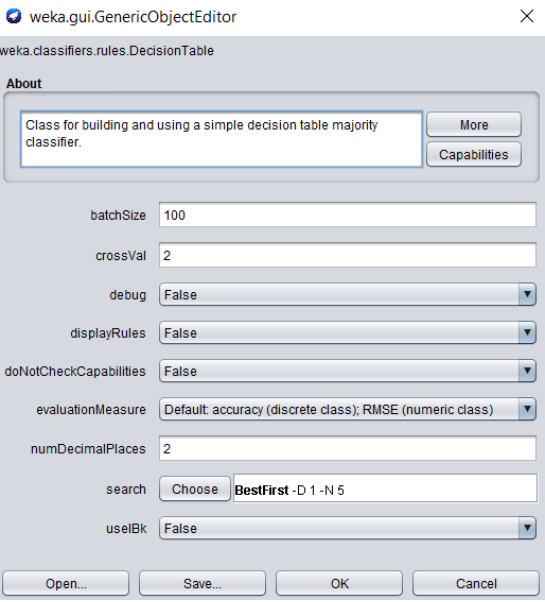 weka.gui.GenericObjectEditor
weka.classifiers.rules.DecisionTable
About
Class for building and using a simple decision table majority
classifier.
More
Capabilities
batchSize 100
crossVal 2
debug False
displayRules False
doNotCheckCapabilities False
evaluationMeasure Default: accuracy (discrete class); RMSE (numeric class)
numDecimalPlaces 2
search Choose BestFirst -D 1 -N 5
useIBk False
Open... Save... OK Cancel